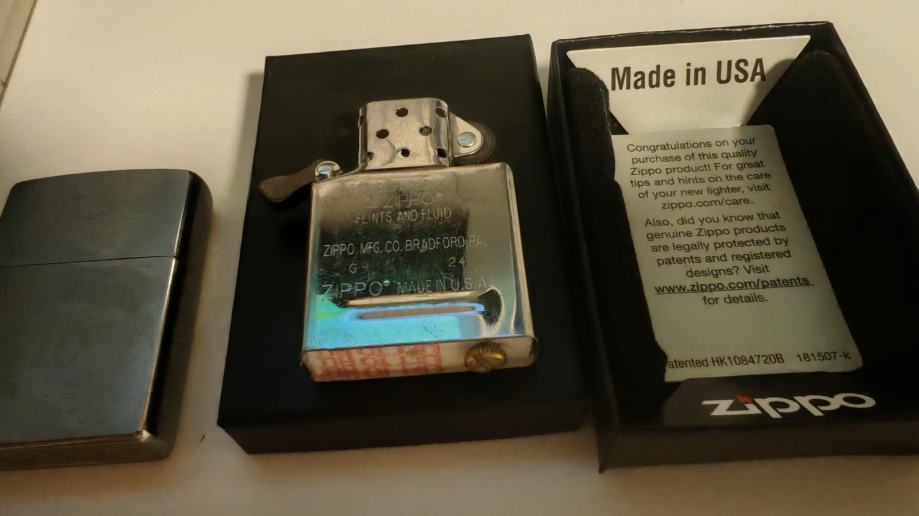 ZIPPO®
FLINTS AND FLUID
ZIPPO MFG. CO. BRADFORD, PA.
G 24
ZIPPO® MADE IN U.S.A.
Made in USA
Congratulations on your
purchase of this quality
Zippo product! For great
tips and hints on the care
of your new lighter, visit
zippo.com/care.
Also, did you know that
genuine Zippo products
are legally protected by
patents and registered
designs? Visit
www.zippo.com/patents
for details.
atented HK1084720B 181507-k
zippo